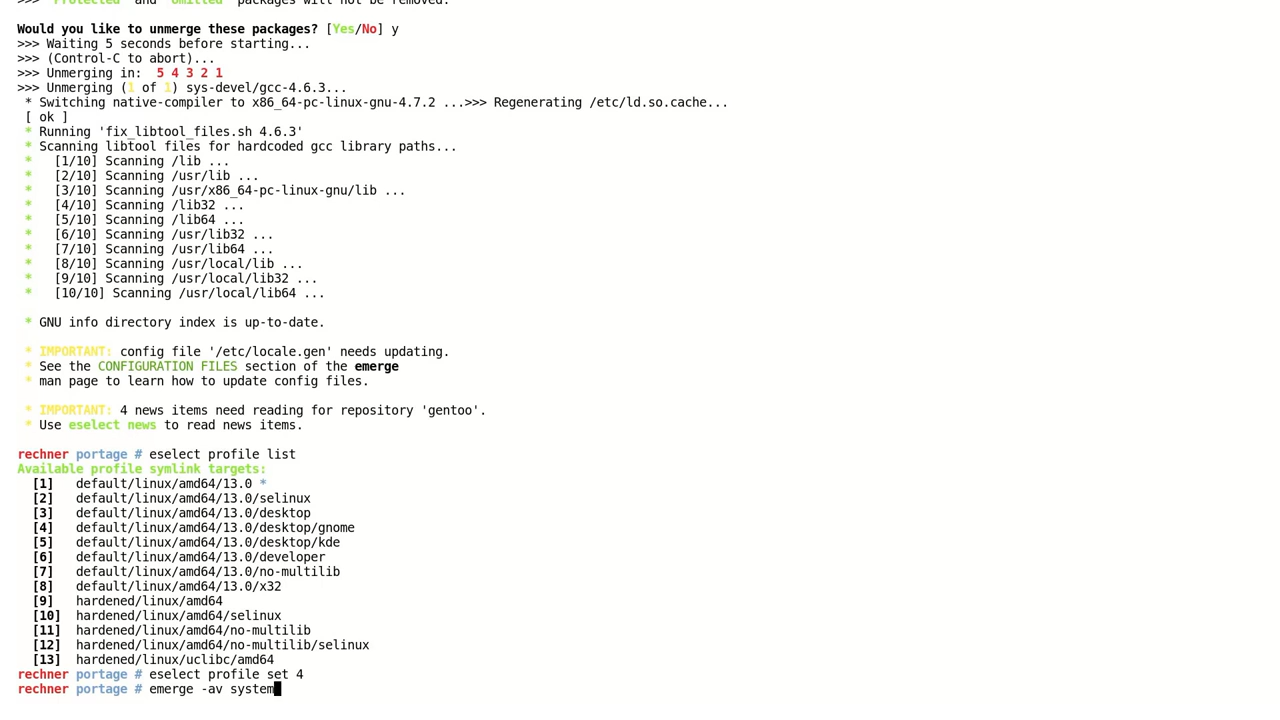 >>> 'Protected' and 'Omitted' packages will not be removed.
Would you like to unmerge these packages? [Yes/No] y
>>> Waiting 5 seconds before starting...
>>> (Control-C to abort)...
>>> Unmerging in:  5 4 3 2 1
>>> Unmerging (1 of 1) sys-devel/gcc-4.6.3...
 * Switching native-compiler to x86_64-pc-linux-gnu-4.7.2 ...>>> Regenerating /etc/ld.so.cache...
 [ ok ]
 * Running 'fix_libtool_files.sh 4.6.3'
 * Scanning libtool files for hardcoded gcc library paths...
 *   [1/10] Scanning /lib ...
 *   [2/10] Scanning /usr/lib ...
 *   [3/10] Scanning /usr/x86_64-pc-linux-gnu/lib ...
 *   [4/10] Scanning /lib32 ...
 *   [5/10] Scanning /lib64 ...
 *   [6/10] Scanning /usr/lib32 ...
 *   [7/10] Scanning /usr/lib64 ...
 *   [8/10] Scanning /usr/local/lib ...
 *   [9/10] Scanning /usr/local/lib32 ...
 *   [10/10] Scanning /usr/local/lib64 ...
 * GNU info directory index is up-to-date.
 * IMPORTANT: config file '/etc/locale.gen' needs updating.
 * See the CONFIGURATION FILES section of the emerge
 * man page to learn how to update config files.
 * IMPORTANT: 4 news items need reading for repository 'gentoo'.
 * Use eselect news to read news items.
rechner portage # eselect profile list
Available profile symlink targets:
  [1]   default/linux/amd64/13.0 *
  [2]   default/linux/amd64/13.0/selinux
  [3]   default/linux/amd64/13.0/desktop
  [4]   default/linux/amd64/13.0/desktop/gnome
  [5]   default/linux/amd64/13.0/desktop/kde
  [6]   default/linux/amd64/13.0/developer
  [7]   default/linux/amd64/13.0/no-multilib
  [8]   default/linux/amd64/13.0/x32
  [9]   hardened/linux/amd64
  [10]  hardened/linux/amd64/selinux
  [11]  hardened/linux/amd64/no-multilib
  [12]  hardened/linux/amd64/no-multilib/selinux
  [13]  hardened/linux/uclibc/amd64
rechner portage # eselect profile set 4
rechner portage # emerge -av system